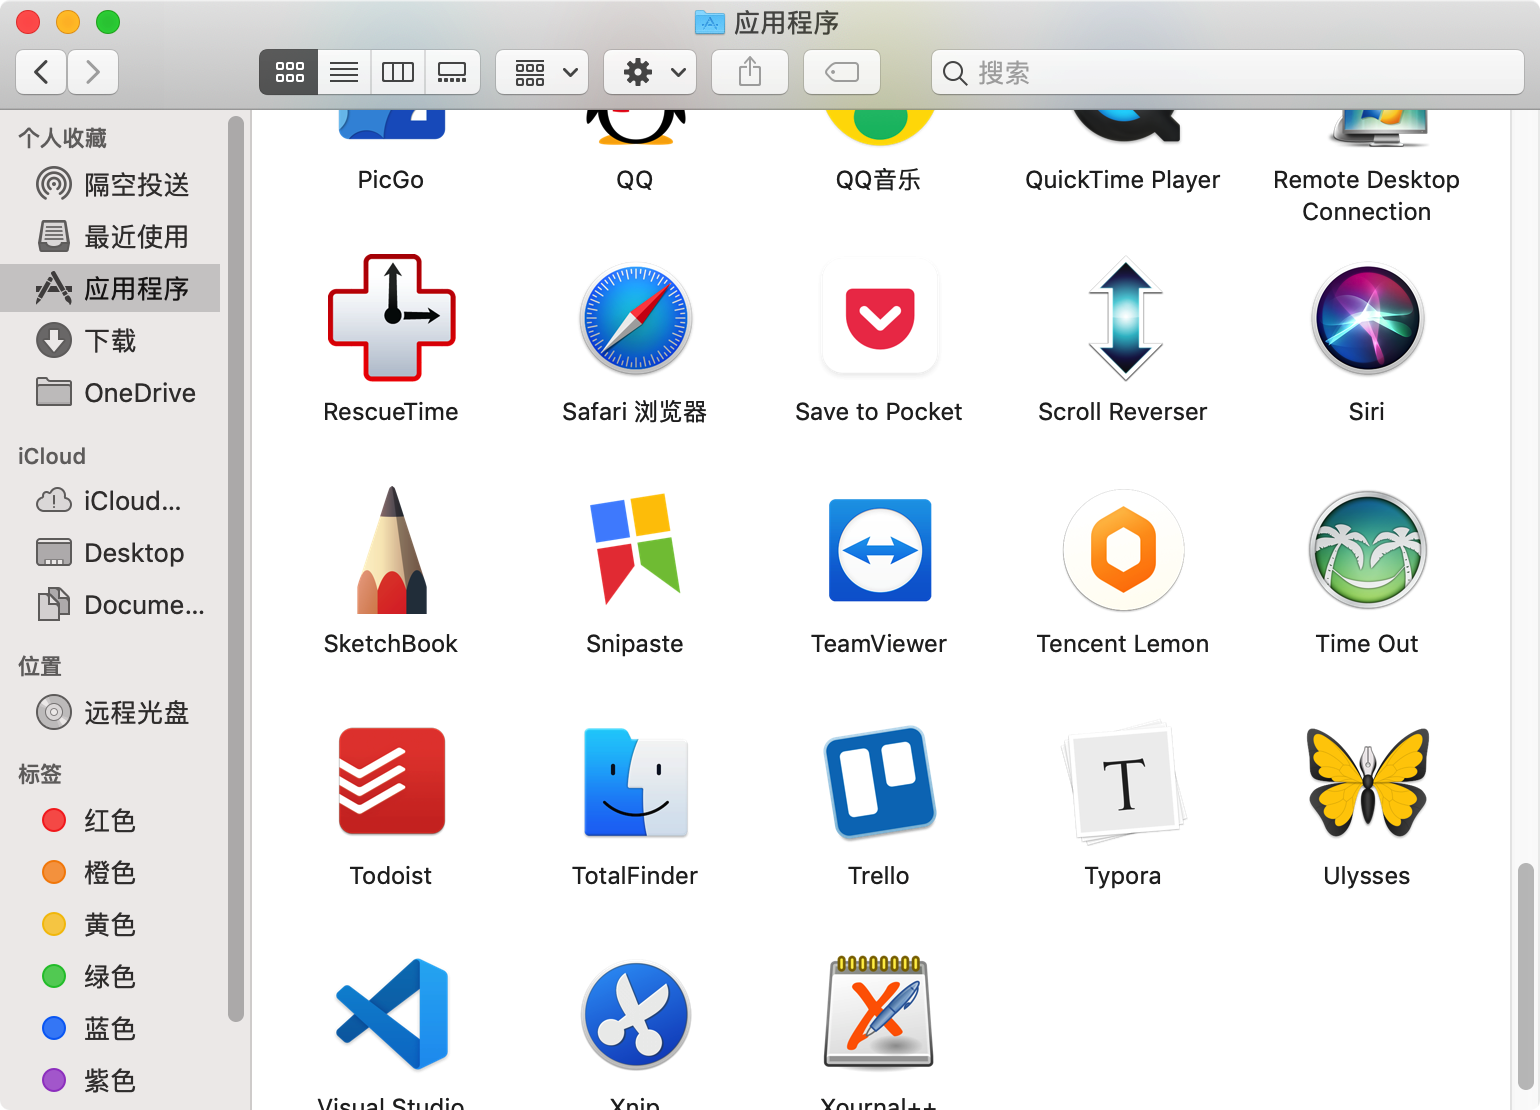 应用程序
搜索
个人收藏
隔空投送
最近使用
应用程序
下载
OneDrive
iCloud
iCloud...
Desktop
Docume...
位置
远程光盘
标签
红色
橙色
黄色
绿色
蓝色
紫色
PicGo
QQ
QQ音乐
QuickTime Player
Remote Desktop
Connection
RescueTime
Safari 浏览器
Save to Pocket
Scroll Reverser
Siri
SketchBook
Snipaste
TeamViewer
Tencent Lemon
Time Out
Todoist
TotalFinder
Trello
T
Typora
Ulysses
Visual Studio
Xnip
Xournal++